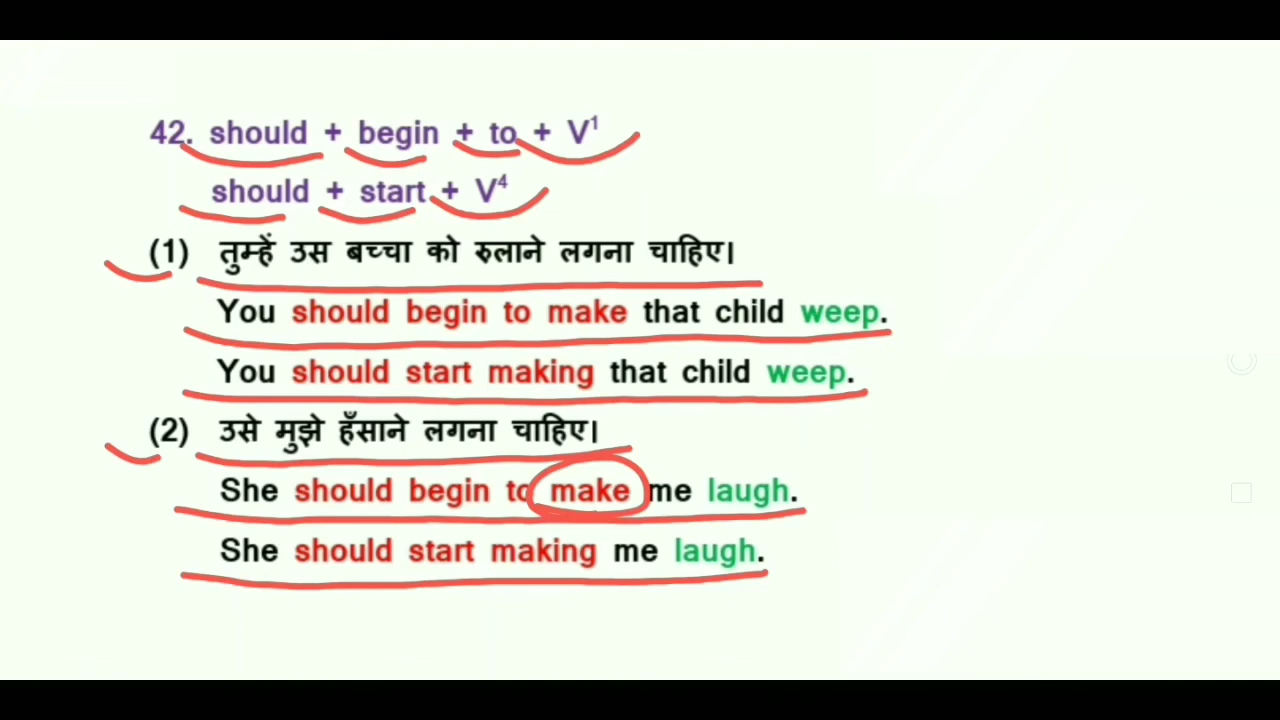 42. should + begin + to + V¹
should + start + V⁴
(1) तुम्हें उस बच्चा को रुलाने लगना चाहिए।
You should begin to make that child weep.
You should start making that child weep.
(2) उसे मुझे हँसाने लगना चाहिए।
She should begin to make me laugh.
She should start making me laugh.